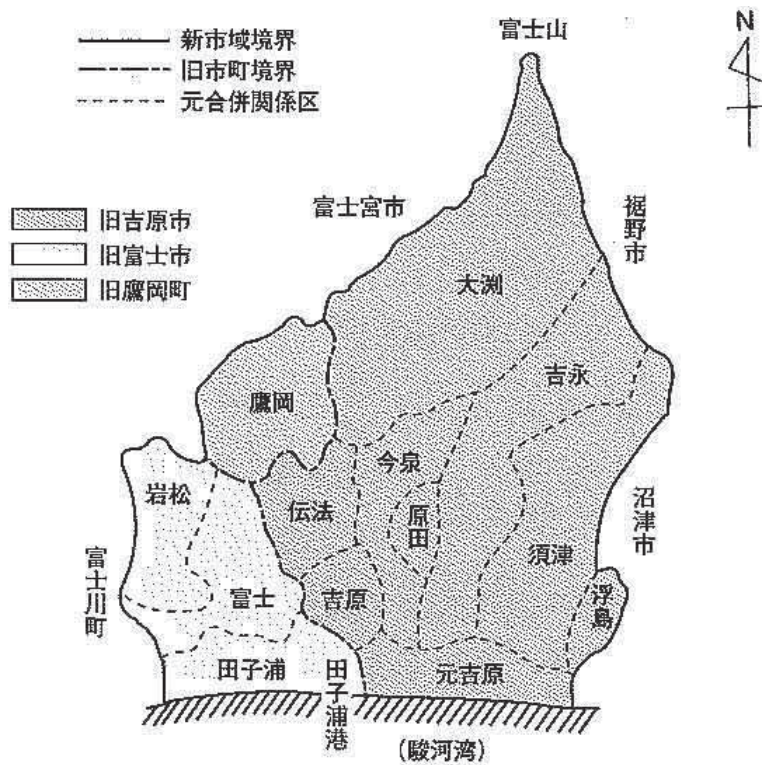 富士山
N
新市域境界
旧市町境界
元合併関係区
富士宮市
裾野市
旧吉原市
旧富士市
旧鷹岡町
大渕
吉永
鷹岡
今泉
岩松
伝法
原田
沼津市
須津
富士川町
富士
吉原
浮島
田子浦
田子浦港
元吉原
(駿河湾)